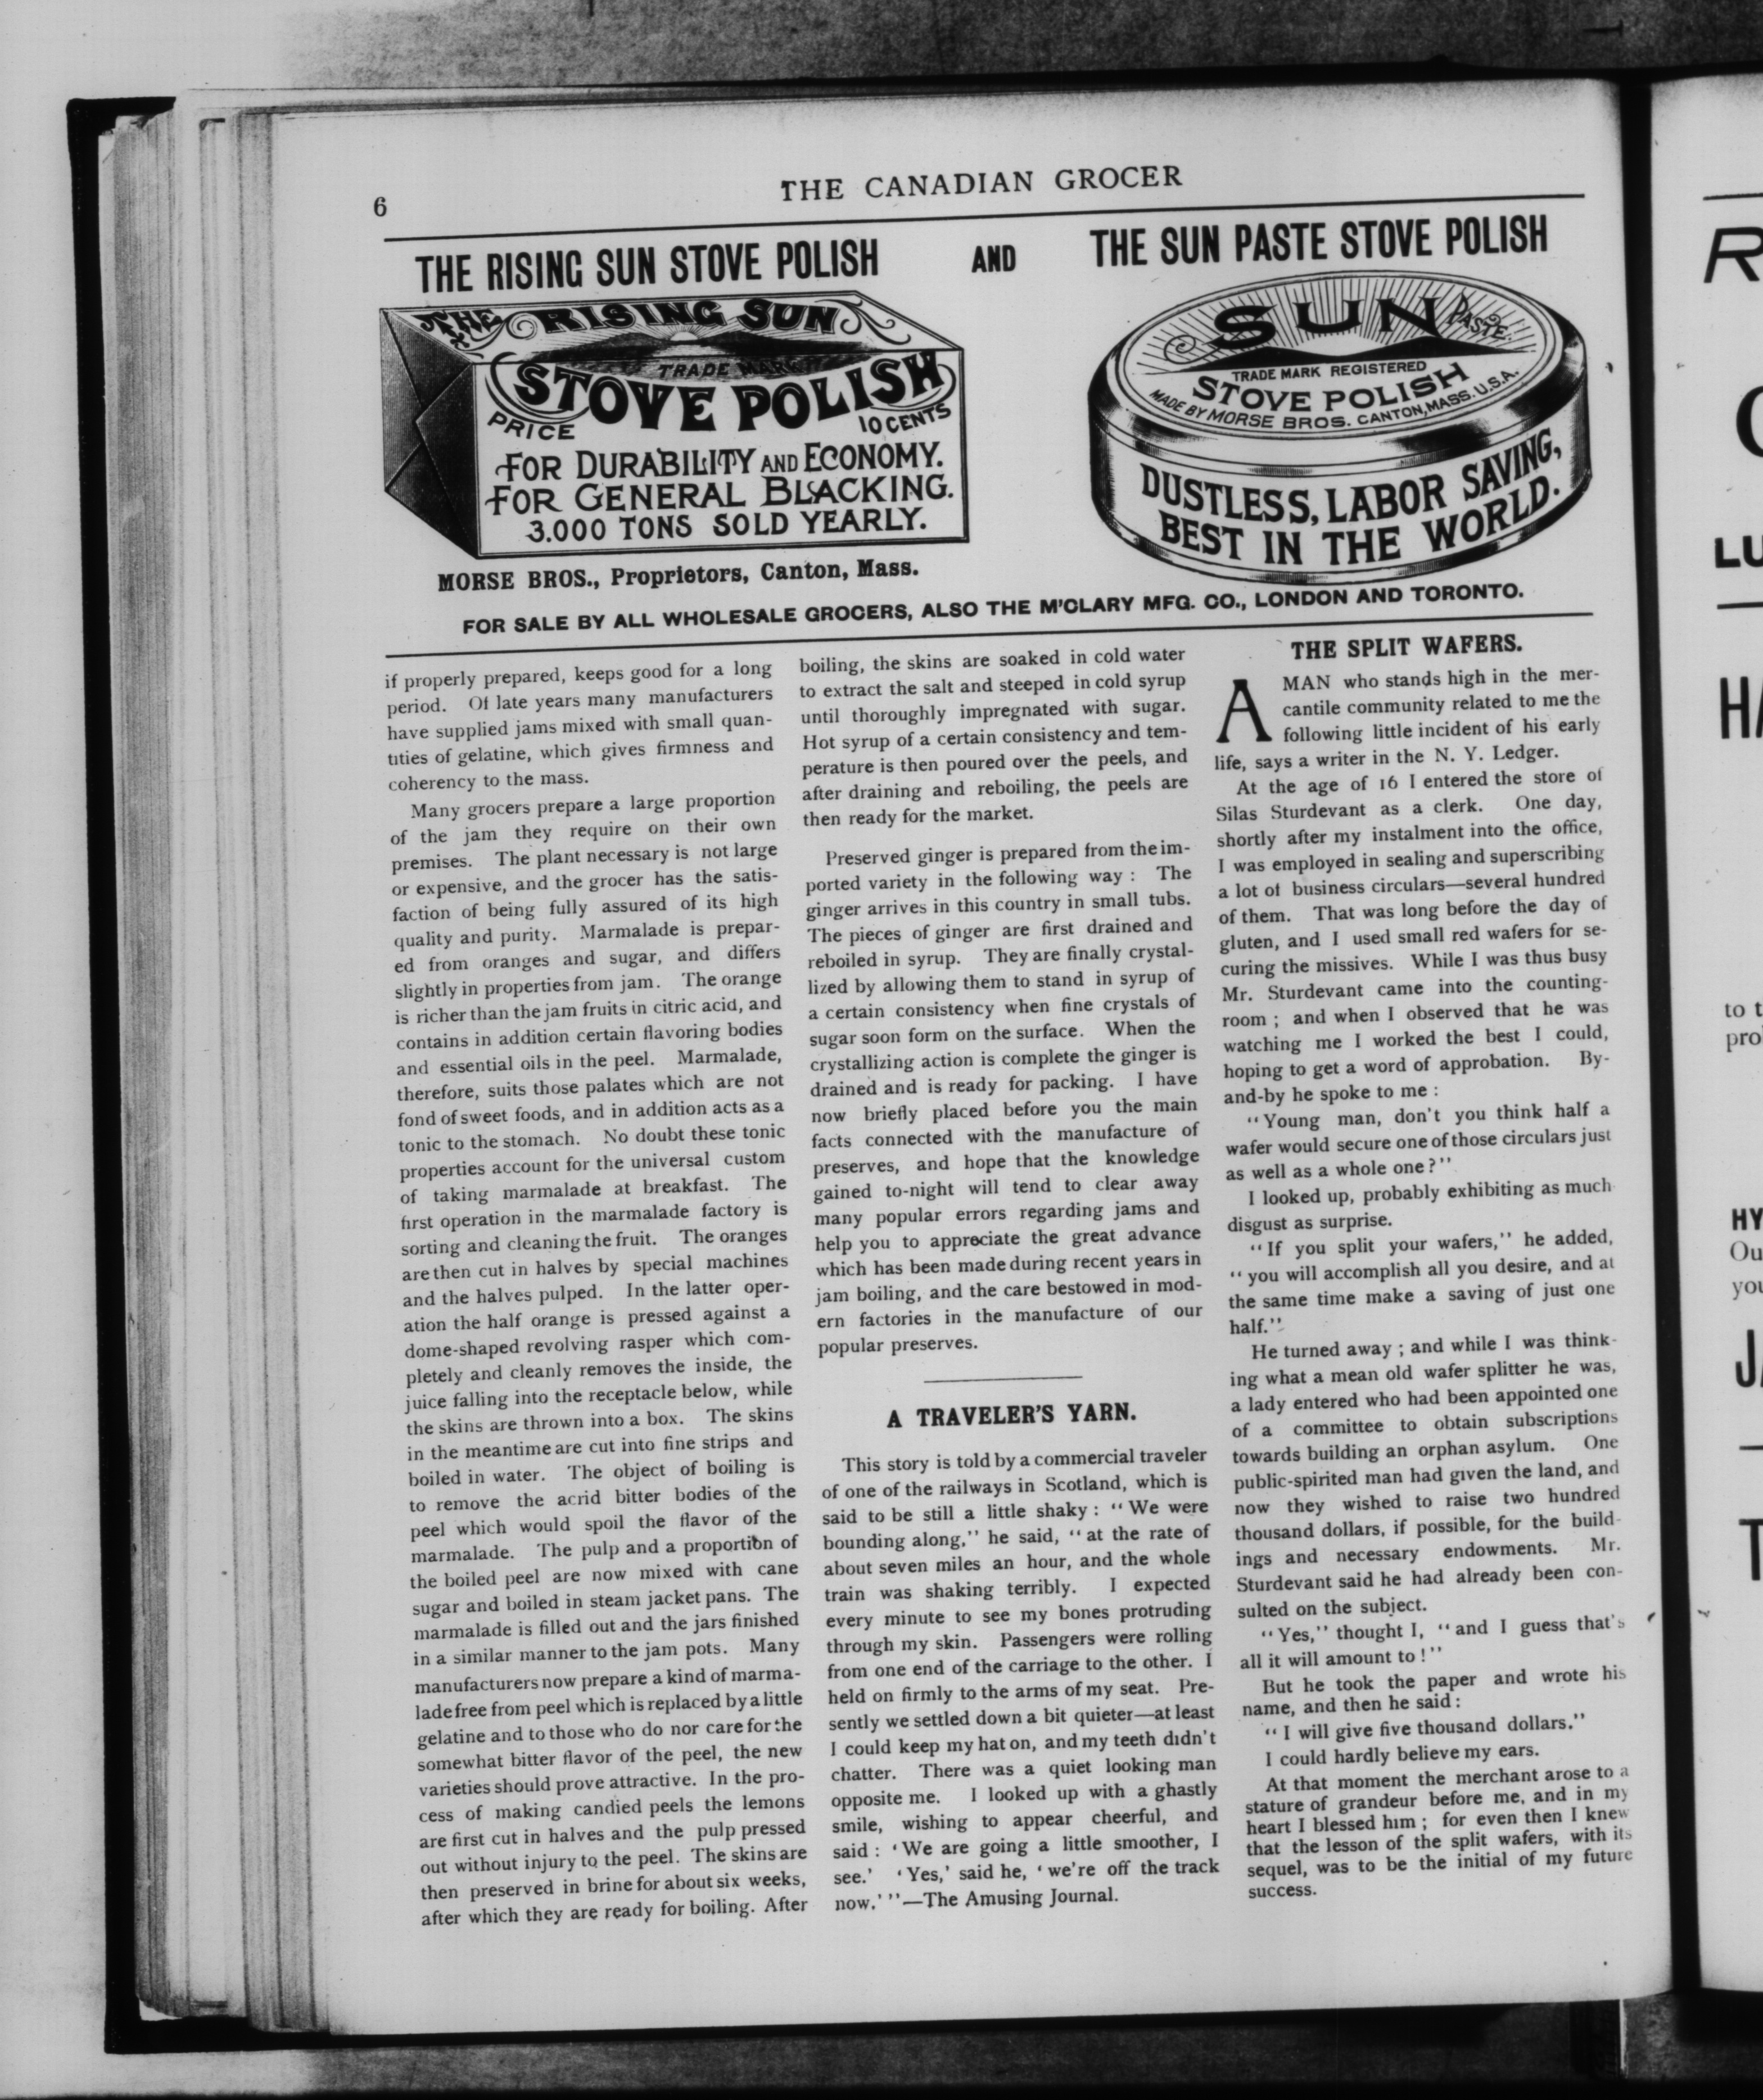 6
THE CANADIAN GROCER
THE RISING SUN STOVE POLISH
AND
THE SUN PASTE STOVE POLISH
THE RISING SUN
TRADE MARK
STOVE POLISH
PRICE 10 CENTS
FOR DURABILITY AND ECONOMY.
FOR GENERAL BLACKING.
3.000 TONS SOLD YEARLY.
SUN PASTE
TRADE MARK REGISTERED
STOVE POLISH
MADE BY MORSE BROS. CANTON, MASS. U.S.A.
DUSTLESS, LABOR SAVING,
BEST IN THE WORLD.
MORSE BROS., Proprietors, Canton, Mass.
FOR SALE BY ALL WHOLESALE GROCERS, ALSO THE M'CLARY MFG. CO., LONDON AND TORONTO.
if properly prepared, keeps good for a long
period. Of late years many manufacturers
have supplied jams mixed with small quan-
tities of gelatine, which gives firmness and
coherency to the mass.
Many grocers prepare a large proportion
of the jam they require on their own
premises. The plant necessary is not large
or expensive, and the grocer has the satis-
faction of being fully assured of its high
quality and purity. Marmalade is prepar-
ed from oranges and sugar, and differs
slightly in properties from jam. The orange
is richer than the jam fruits in citric acid, and
contains in addition certain flavoring bodies
and essential oils in the peel. Marmalade,
therefore, suits those palates which are not
fond of sweet foods, and in addition acts as a
tonic to the stomach. No doubt these tonic
properties account for the universal custom
of taking marmalade at breakfast. The
first operation in the marmalade factory is
sorting and cleaning the fruit. The oranges
are then cut in halves by special machines
and the halves pulped. In the latter oper-
ation the half orange is pressed against a
dome-shaped revolving rasper which com-
pletely and cleanly removes the inside, the
juice falling into the receptacle below, while
the skins are thrown into a box. The skins
in the meantime are cut into fine strips and
boiled in water. The object of boiling is
to remove the acrid bitter bodies of the
peel which would spoil the flavor of the
marmalade. The pulp and a proportion of
the boiled peel are now mixed with cane
sugar and boiled in steam jacket pans. The
marmalade is filled out and the jars finished
in a similar manner to the jam pots. Many
manufacturers now prepare a kind of marma-
lade free from peel which is replaced by a little
gelatine and to those who do nor care for the
somewhat bitter flavor of the peel, the new
varieties should prove attractive. In the pro-
cess of making candied peels the lemons
are first cut in halves and the pulp pressed
out without injury to the peel. The skins are
then preserved in brine for about six weeks,
after which they are ready for boiling. After
boiling, the skins are soaked in cold water
to extract the salt and steeped in cold syrup
until thoroughly impregnated with sugar.
Hot syrup of a certain consistency and tem-
perature is then poured over the peels, and
after draining and reboiling, the peels are
then ready for the market.
Preserved ginger is prepared from the im-
ported variety in the following way : The
ginger arrives in this country in small tubs.
The pieces of ginger are first drained and
reboiled in syrup. They are finally crystal-
lized by allowing them to stand in syrup of
a certain consistency when fine crystals of
sugar soon form on the surface. When the
crystallizing action is complete the ginger is
drained and is ready for packing. I have
now briefly placed before you the main
facts connected with the manufacture of
preserves, and hope that the knowledge
gained to-night will tend to clear away
many popular errors regarding jams and
help you to appreciate the great advance
which has been made during recent years in
jam boiling, and the care bestowed in mod-
ern factories in the manufacture of our
popular preserves.
A TRAVELER'S YARN.
This story is told by a commercial traveler
of one of the railways in Scotland, which is
said to be still a little shaky : "We were
bounding along," he said, "at the rate of
about seven miles an hour, and the whole
train was shaking terribly. I expected
every minute to see my bones protruding
through my skin. Passengers were rolling
from one end of the carriage to the other. I
held on firmly to the arms of my seat. Pre-
sently we settled down a bit quieter—at least
I could keep my hat on, and my teeth didn't
chatter. There was a quiet looking man
opposite me. I looked up with a ghastly
smile, wishing to appear cheerful, and
said : 'We are going a little smoother, I
see.' 'Yes,' said he, 'we're off the track
now.' "—The Amusing Journal.
THE SPLIT WAFERS.
A MAN who stands high in the mer-
cantile community related to me the
following little incident of his early
life, says a writer in the N. Y. Ledger.
At the age of 16 I entered the store of
Silas Sturdevant as a clerk. One day,
shortly after my instalment into the office,
I was employed in sealing and superscribing
a lot of business circulars—several hundred
of them. That was long before the day of
gluten, and I used small red wafers for se-
curing the missives. While I was thus busy
Mr. Sturdevant came into the counting-
room ; and when I observed that he was
watching me I worked the best I could,
hoping to get a word of approbation. By-
and-by he spoke to me :
"Young man, don't you think half a
wafer would secure one of those circulars just
as well as a whole one?"
I looked up, probably exhibiting as much
disgust as surprise.
"If you split your wafers," he added,
"you will accomplish all you desire, and at
the same time make a saving of just one
half."
He turned away ; and while I was think-
ing what a mean old wafer splitter he was,
a lady entered who had been appointed one
of a committee to obtain subscriptions
towards building an orphan asylum. One
public-spirited man had given the land, and
now they wished to raise two hundred
thousand dollars, if possible, for the build-
ings and necessary endowments. Mr.
Sturdevant said he had already been con-
sulted on the subject.
"Yes," thought I, "and I guess that's
all it will amount to !"
But he took the paper and wrote his
name, and then he said :
"I will give five thousand dollars."
I could hardly believe my ears.
At that moment the merchant arose to a
stature of grandeur before me, and in my
heart I blessed him ; for even then I knew
that the lesson of the split wafers, with its
sequel, was to be the initial of my future
success.